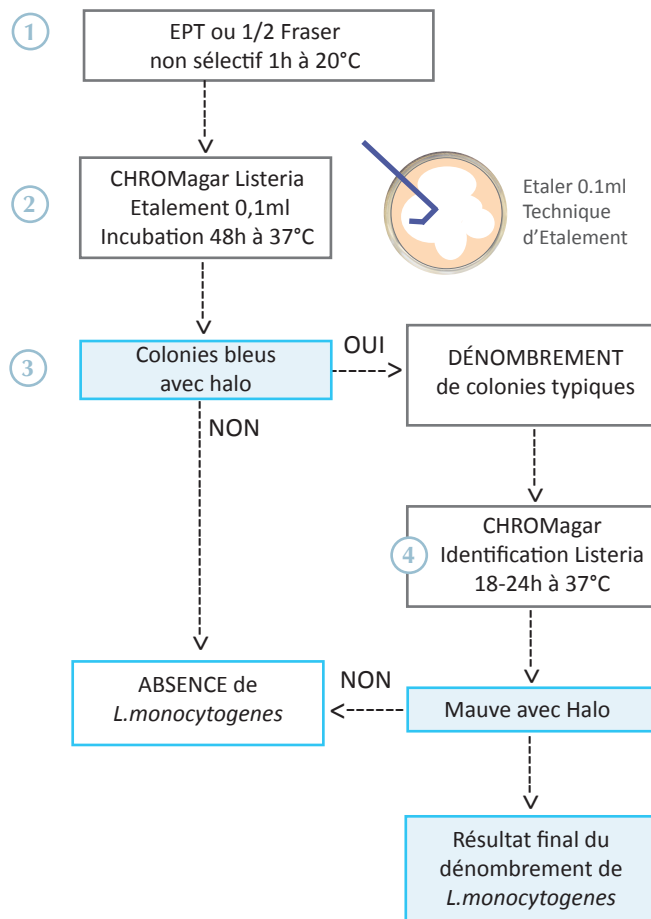 1
EPT ou 1/2 Fraser
non sélectif 1h à 20°C
2
CHROMagar Listeria
Etalement 0,1ml
Incubation 48h à 37°C
Etaler 0.1ml
Technique
d'Etalement
3
Colonies bleus
avec halo
OUI
DÉNOMBREMENT
de colonies typiques
NON
4
CHROMagar
Identification Listeria
18-24h à 37°C
ABSENCE de
L.monocytogenes
NON
Mauve avec Halo
Résultat final du
dénombrement de
L.monocytogenes